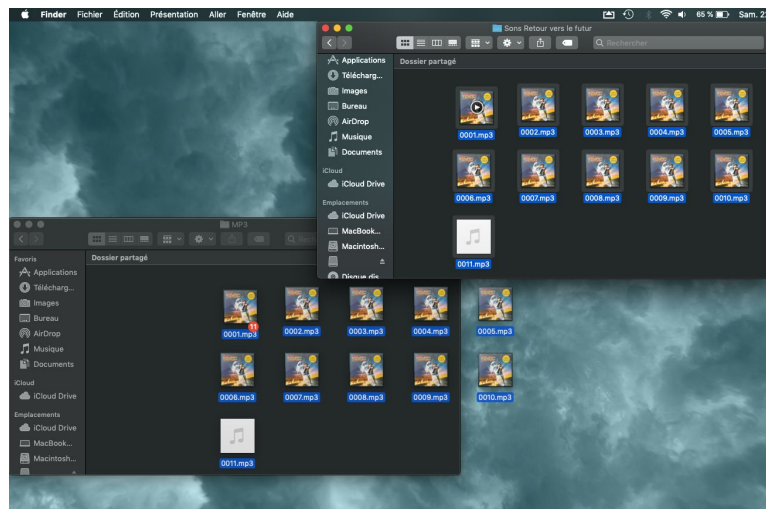 Finder Fichier Édition Présentation Aller Fenêtre Aide 65 % Sam. 2
Sons Retour vers le futur
Rechercher
Applications
Télécharg...
Images
Bureau
AirDrop
Musique
Documents
iCloud
iCloud Drive
Emplacements
iCloud Drive
MacBook...
Macintosh...
Disque dis
Dossier partagé
0001.mp3 0002.mp3 0003.mp3 0004.mp3 0005.mp3
0006.mp3 0007.mp3 0008.mp3 0009.mp3 0010.mp3
0011.mp3
MP3
Favoris
Applications
Télécharg...
Images
Bureau
AirDrop
Musique
Documents
iCloud
iCloud Drive
Emplacements
iCloud Drive
MacBook...
Macintosh...
Dossier partagé
11
0001.mp3 0002.mp3 0003.mp3 0004.mp3 0005.mp3
0006.mp3 0007.mp3 0008.mp3 0009.mp3 0010.mp3
0011.mp3